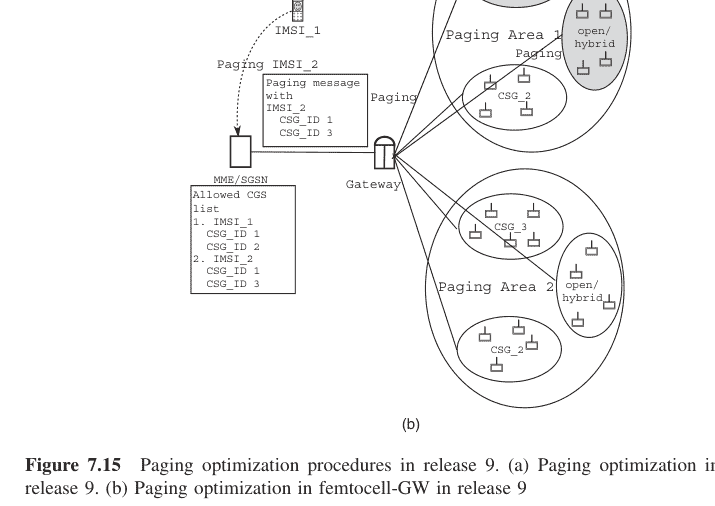 IMSI_1
Paging Area 1
open/
hybrid
Paging
Paging IMSI_2
Paging message
with
IMSI_2
CSG_ID 1
CSG_ID 3
Paging
CSG_2
MME/SGSN
Gateway
Allowed CGS
list
1. IMSI_1
CSG_ID 1
CSG_ID 2
2. IMSI_2
CSG_ID 1
CSG_ID 3
CSG_3
Paging Area 2
open/
hybrid
CSG_2
(b)
Figure 7.15 Paging optimization procedures in release 9. (a) Paging optimization in
release 9. (b) Paging optimization in femtocell-GW in release 9